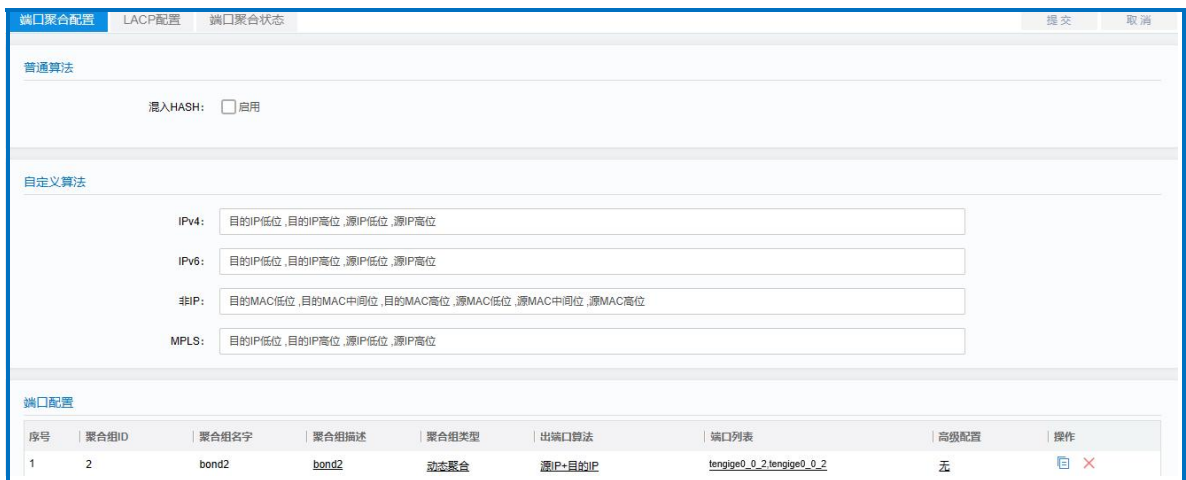 端口聚合配置 LACP配置 端口聚合状态 提交 取消
普通算法
混入HASH： 启用
自定义算法
IPv4： 目的IP低位 ,目的IP高位 ,源IP低位 ,源IP高位
IPv6： 目的IP低位 ,目的IP高位 ,源IP低位 ,源IP高位
非IP： 目的MAC低位 ,目的MAC中间位 ,目的MAC高位 ,源MAC低位 ,源MAC中间位 ,源MAC高位
MPLS： 目的IP低位 ,目的IP高位 ,源IP低位 ,源IP高位
端口配置
序号 聚合组ID 聚合组名字 聚合组描述 聚合组类型 出端口算法 端口列表 高级配置 操作
1 2 bond2 bond2 动态聚合 源IP+目的IP tengige0_0_2,tengige0_0_2 无